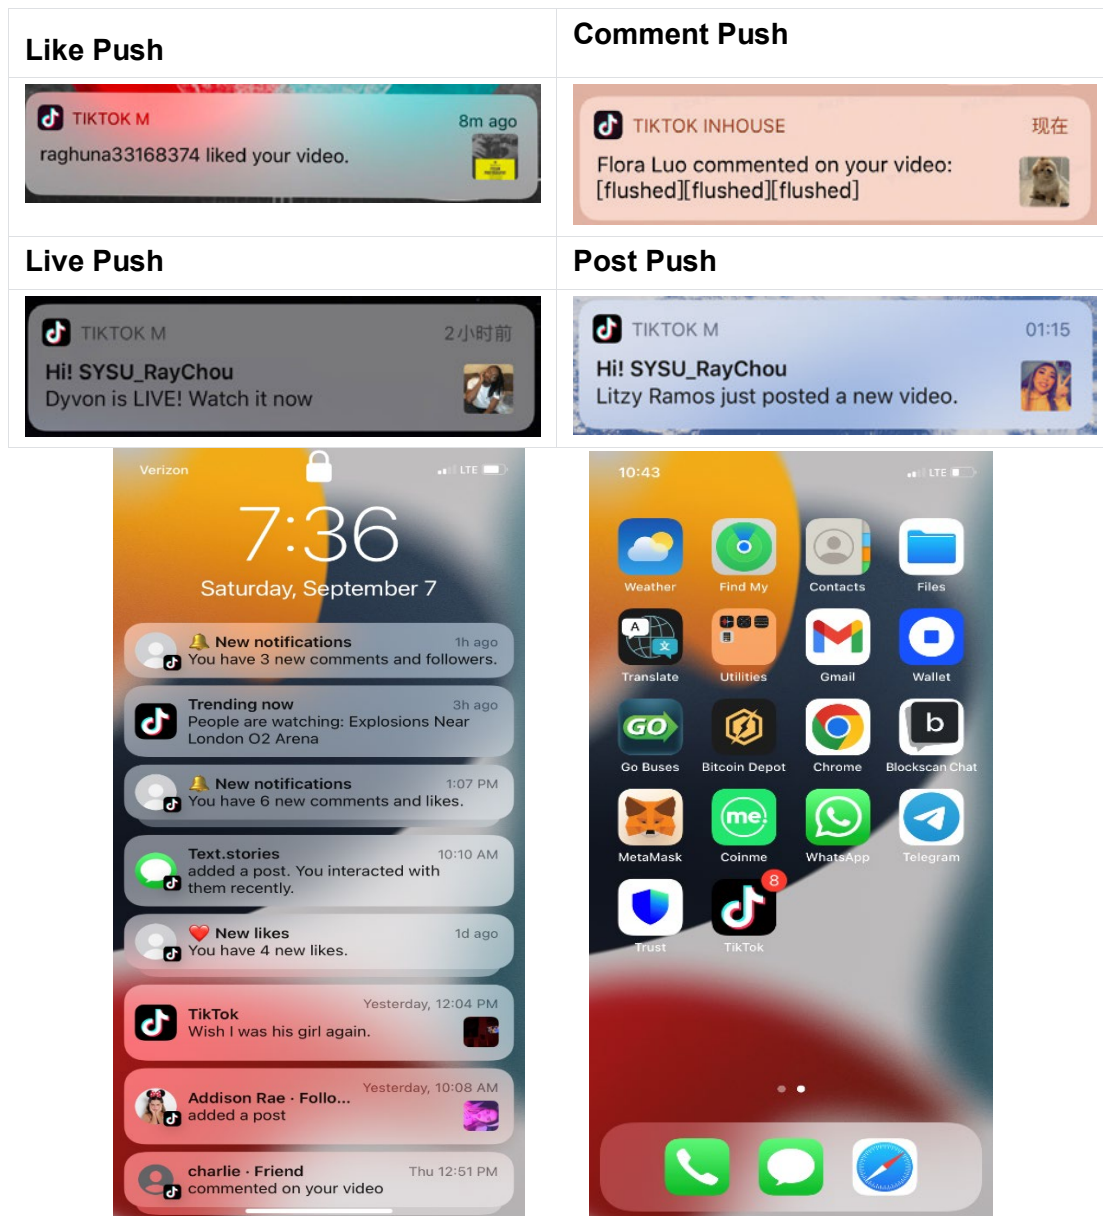 Like Push
Comment Push
TIKTOK M
8m ago
raghuna33168374 liked your video.
TIKTOK INHOUSE
现在
Flora Luo commented on your video:
[flushed][flushed][flushed]
Live Push
Post Push
TIKTOK M
2小时前
Hi! SYSU_RayChou
Dyvon is LIVE! Watch it now
TIKTOK M
01:15
Hi! SYSU_RayChou
Litzy Ramos just posted a new video.
Verizon
LTE
7:36
Saturday, September 7
New notifications
1h ago
You have 3 new comments and followers.
Trending now
3h ago
People are watching: Explosions Near
London O2 Arena
New notifications
1:07 PM
You have 6 new comments and likes.
Text.stories
10:10 AM
added a post. You interacted with
them recently.
New likes
1d ago
You have 4 new likes.
Yesterday, 12:04 PM
TikTok
Wish I was his girl again.
Yesterday, 10:08 AM
Addison Rae · Follo...
added a post
charlie · Friend
Thu 12:51 PM
commented on your video
10:43
LTE
Weather
Find My
Contacts
Files
A
文
Translate
Utilities
Gmail
Wallet
GO
b
Go Buses
Bitcoin Depot
Chrome
Blockscan Chat
me
MetaMask
Coinme
WhatsApp
Telegram
8
Trust
TikTok